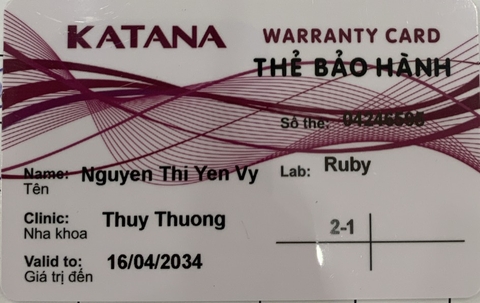 KATANA
WARRANTY CARD
THẺ BẢO HÀNH
Số thẻ:
Name: Nguyen Thi Yen Vy
Tên
Lab: Ruby
Clinic: Thuy Thuong
Nha khoa
2-1
Valid to: 16/04/2034
Giá trị đến